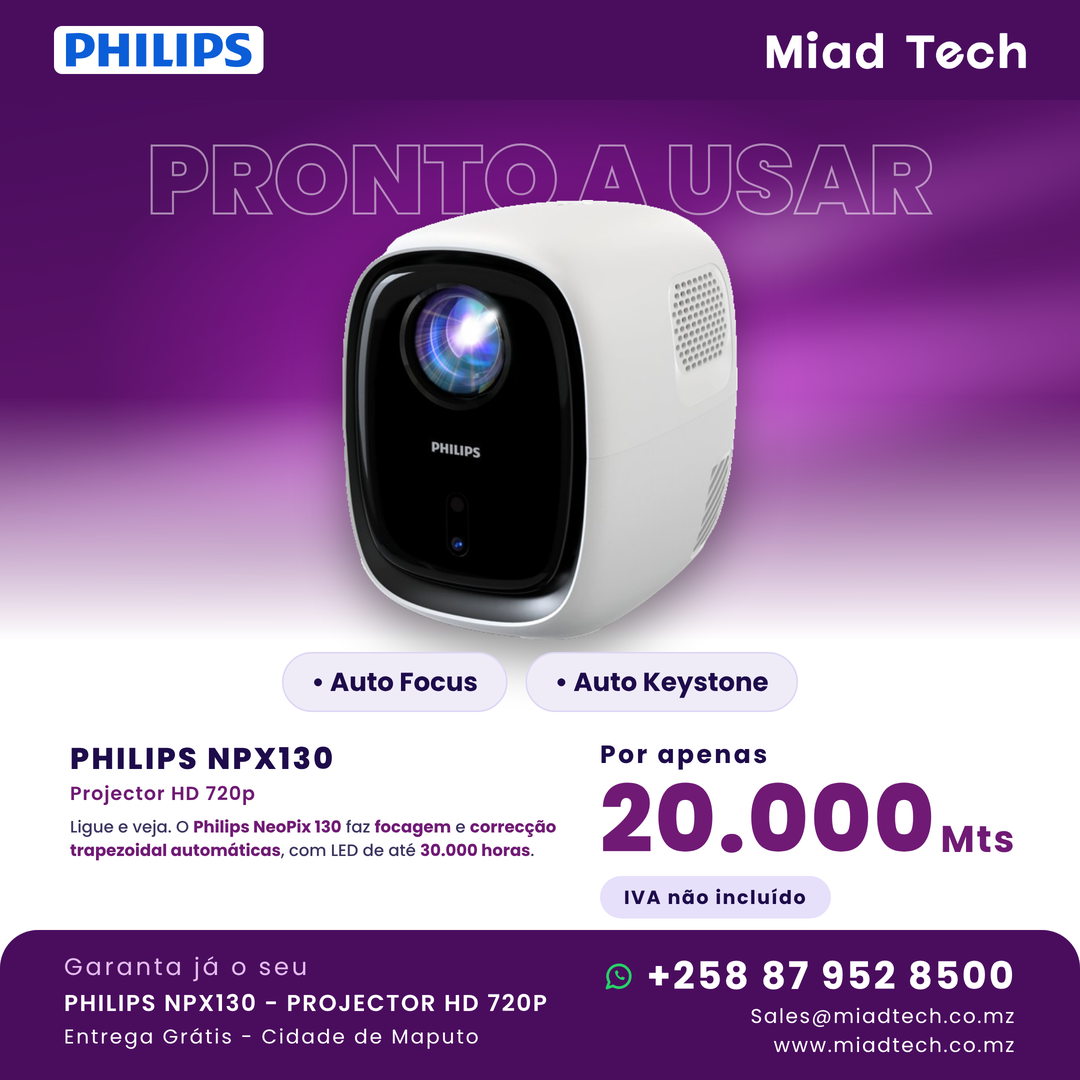 PHILIPS
Miad Tech
PRONTO A USAR
PHILIPS
• Auto Focus
• Auto Keystone
PHILIPS NPX130
Projector HD 720p
Ligue e veja. O Philips NeoPix 130 faz focagem e correcção
trapezoidal automáticas, com LED de até 30.000 horas.
Por apenas
20.000 Mts
IVA não incluído
Garanta já o seu
PHILIPS NPX130 - PROJECTOR HD 720P
Entrega Grátis - Cidade de Maputo
+258 87 952 8500
Sales@miadtech.co.mz
www.miadtech.co.mz